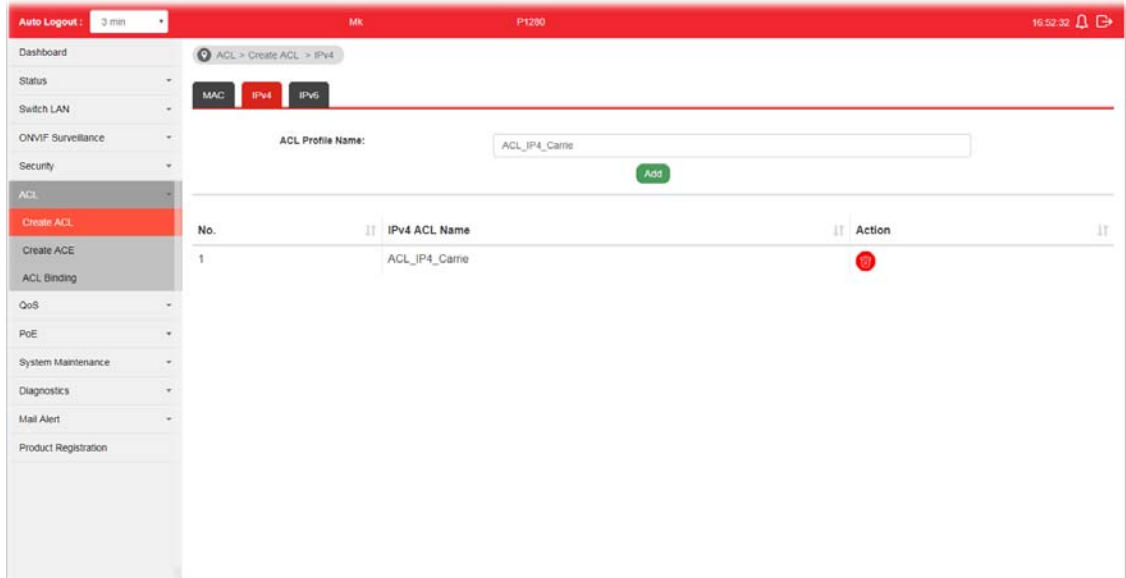 Auto Logout : 3 min MK P1280 16:52:32
Dashboard
Status
Switch LAN
ONVIF Surveillance
Security
ACL
Create ACL
Create ACE
ACL Binding
QoS
PoE
System Maintenance
Diagnostics
Mail Alert
Product Registration
ACL > Create ACL > IPv4
MAC IPv4 IPv6
ACL Profile Name: ACL_IP4_Carrie
Add
No. IPv4 ACL Name Action
1 ACL_IP4_Carrie